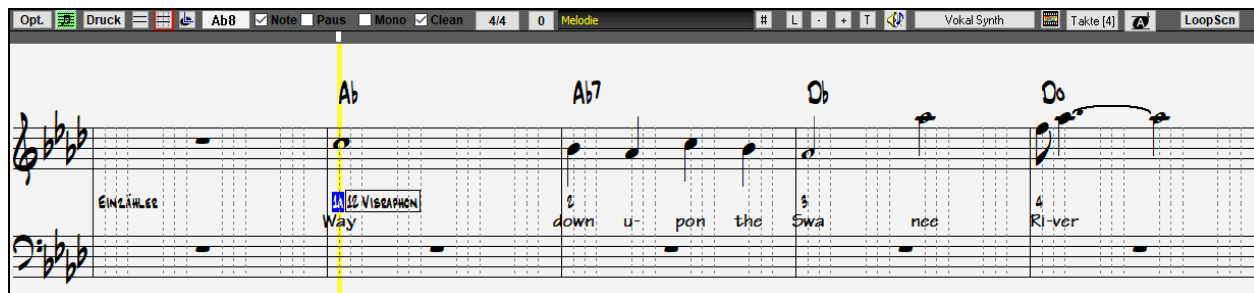 Opt. Druck Ab8 Note Paus Mono Clean 4/4 0 Melodie # L - + T Vokal Synth Takte [4] A LoopScn
Ab Ab7 Db Do
EINZÄHLER 1A 12 VIBRAPHON 2 3 4
Way down u- pon the Swa nee Ri-ver